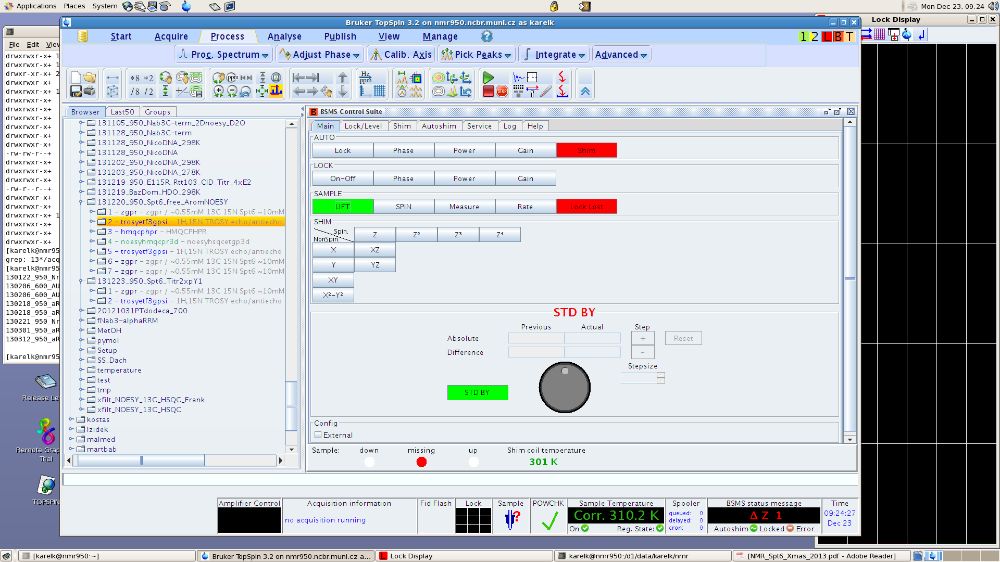 Applications Places System
Mon Dec 23, 09:24
Bruker TopSpin 3.2 on nmr950.ncbr.muni.cz as karelk
Lock Display
File Edit View
Start Acquire Process Analyse Publish View Manage
1 2 L B T
Proc. Spectrum Adjust Phase Calib. Axis Pick Peaks Integrate Advanced
*8 *2
/8 /2
ppm
Hz
ppm
STOP
drwxrwxr-x+ 1
drwxrwxr-x+ 1
drwxr-xr-x+ 2
drwxrwxr-x+
drwxrwxr-x+ 1
drwxrwxr-x+
drwxrwxr-x+
drwxrwxr-x+
drwxrwxr-x+
drwxrwxr-x+
drwxrwxr-x+
-rw-rw-r--+
drwxrwxr-x+
drwxrwxr-x+
drwxrwxr-x+
-rw-r--r--+
drwxrwxr-x+
drwxrwxr-x+
drwxrwxr-x+ 1
drwxrwxr-x+
drwxrwxr-x+
drwxrwxr-x+
[karelk@nmr95
grep: 13*/acq
[karelk@nmr95
130122_950_Nr
130206_600_AU
130206_600_AU
130218_950_aR
130218_950_aR
130221_950_Nr
130301_950_aR
130312_950_aR
[karelk@nmr95
Release
Remote Grap
Trial
TOPSPIN
Browser Last50 Groups
131105_950_Nab3C-term_2Dnoesy_D2O
131128_950_Nab3C-term
131128_950_NicoDNA_298K
131128_950_NicoDNA
131202_950_NicoDNA_298K
131203_950_NicoDNA_278K
131219_950_E115R_Rtt103_CID_Titr_4xE2
131219_BazDom_HDO_298K
131220_950_Spt6_free_AromNOESY
1 - zgpr - zgpr / ~0.55mM 13C 15N Spt6 ~10mM
2 - trosyetf3gpsi - 1H,15N TROSY echo/antiecho
3 - hmqcphpr - HMQCPHPR
4 - noesyhmqcpr3d - noesyhsqcetgp3d
5 - trosyetf3gpsi - 1H,15N TROSY echo/antiecho
6 - zgpr - zgpr / ~0.55mM 13C 15N Spt6 ~10mM
7 - zgpr - zgpr / ~0.55mM 13C 15N Spt6 ~10mM
131223_950_Spt6_Titr2xpY1
1 - zgpr - zgpr / ~0.55mM 13C 15N Spt6 ~10mM
2 - trosyetf3gpsi - 1H,15N TROSY echo/antiecho
20121031PTdodeca_700
fNab3-alphaRRM
MetOH
pymol
Setup
SS_Dach
temperature
test
tmp
xfilt_NOESY_13C_HSQC_Frank
xfilt_NOESY_13C_HSQC
kostas
lzidek
malmed
martbab
B BSMS Control Suite
Main Lock/Level Shim Autoshim Service Log Help
AUTO
Lock Phase Power Gain Shim
LOCK
On-Off Phase Power Gain
SAMPLE
LIFT SPIN Measure Rate Lock Lost
SHIM
Spin.
NonSpin.
Z Z² Z³ Z⁴
X XZ
Y YZ
XY
X²-Y²
STD BY
Previous Actual Step
Absolute + Reset
Difference -
Stepsize
STD BY
Config
External
Sample: down missing up Shim coil temperature
301 K
Amplifier Control
Acquisition information
no acquisition running
Fid Flash
Lock
Sample
?
POWCHK
Sample Temperature
Corr. 310.2 K
On Reg. State:
Spooler
queued: 0
delayed: 0
cron: 0
BSMS status message
Δ Z 1
Autoshim Locked Error
Time
09:24:27
Dec 23
[karelk@nmr950:~]
Bruker TopSpin 3.2 on nmr950.ncbr.muni.cz a...
L Lock Display
karelk@nmr950:/d1/data/karelk/nmr
[NMR_Spt6_Xmas_2013.pdf - Adobe Reader]